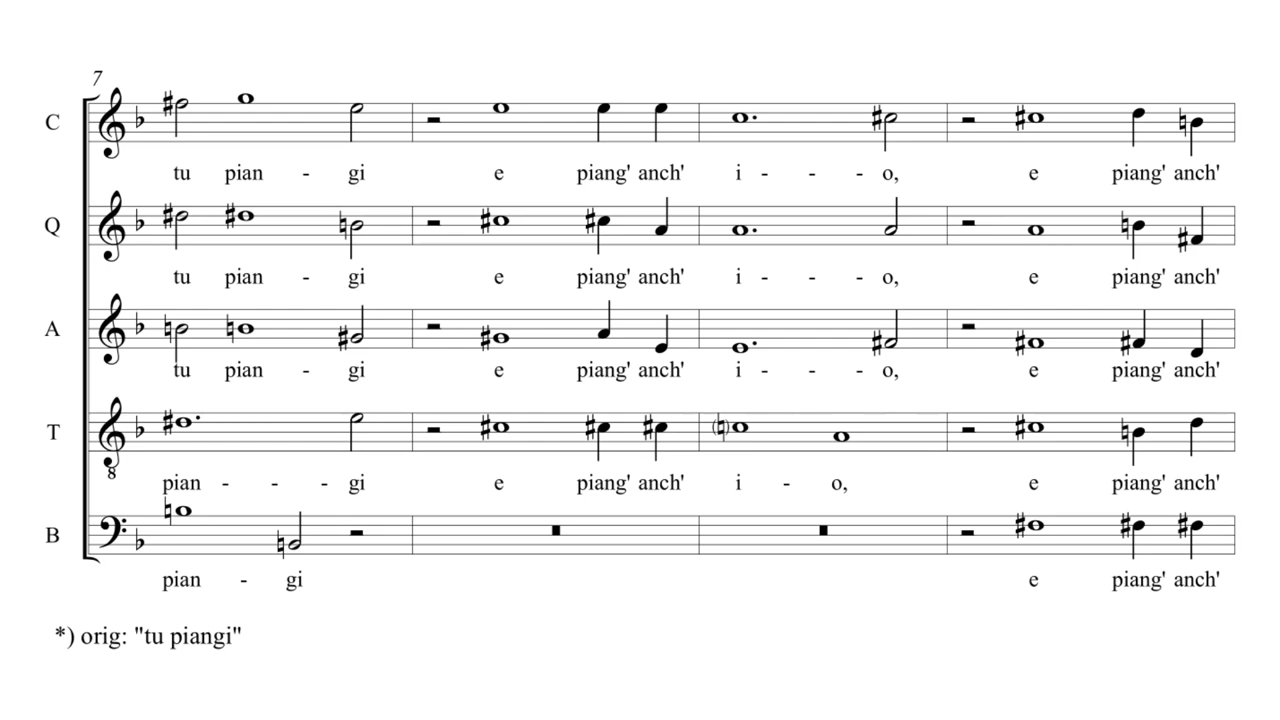 7
C
tu pian - gi e piang' anch' i - - - o, e piang' anch'
Q
tu pian - gi e piang' anch' i - - - o, e piang' anch'
A
tu pian - gi e piang' anch' i - - - o, e piang' anch'
T
8
pian - - - gi e piang' anch' i - o, e piang' anch'
B
pian - gi e piang' anch'
*) orig: "tu piangi"